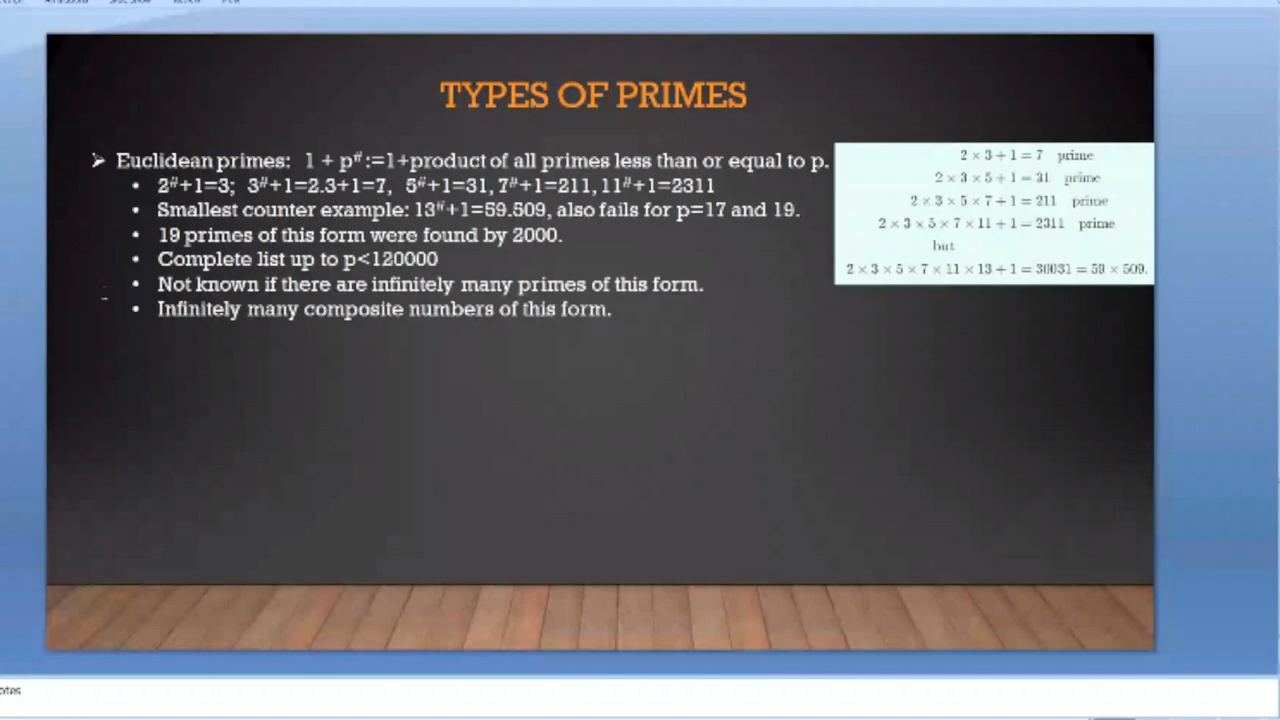 TYPES OF PRIMES
➢ Euclidean primes: 1 + p#:=1+product of all primes less than or equal to p.
• 2#+1=3; 3#+1=2.3+1=7, 5#+1=31, 7#+1=211, 11#+1=2311
• Smallest counter example: 13#+1=59.509, also fails for p=17 and 19.
• 19 primes of this form were found by 2000.
• Complete list up to p<120000
• Not known if there are infinitely many primes of this form.
• Infinitely many composite numbers of this form.
2 × 3 + 1 = 7 prime
2 × 3 × 5 + 1 = 31 prime
2 × 3 × 5 × 7 + 1 = 211 prime
2 × 3 × 5 × 7 × 11 + 1 = 2311 prime
but
2 × 3 × 5 × 7 × 11 × 13 + 1 = 30031 = 59 × 509.